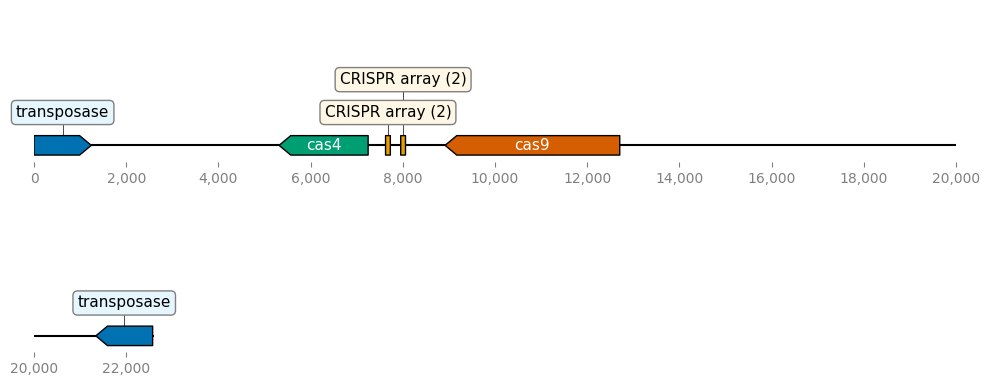 CRISPR array (2)
transposase CRISPR array (2)
cas4 cas9
0 2,000 4,000 6,000 8,000 10,000 12,000 14,000 16,000 18,000 20,000
transposase
20,000 22,000